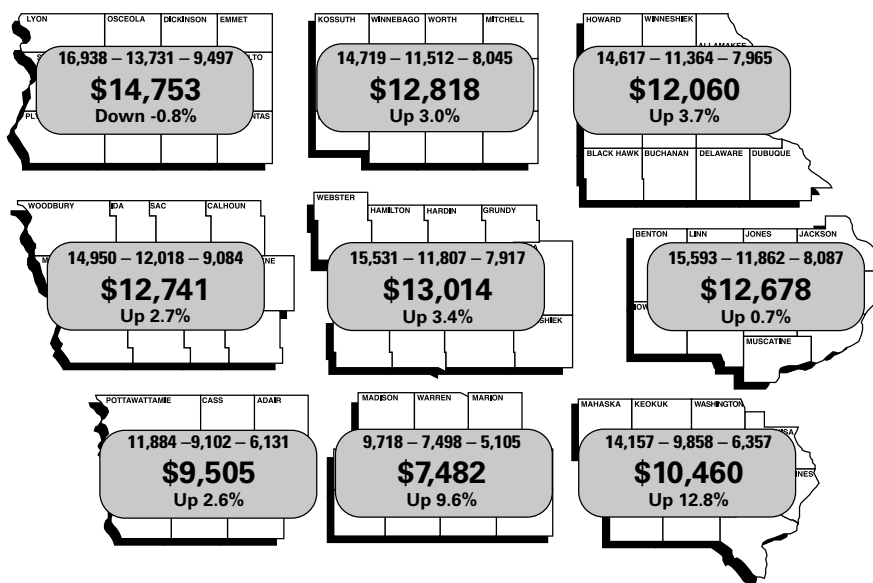 LYON OSCEOLA DICKINSON EMMET
16,938 – 13,731 – 9,497
$14,753
Down -0.8%
KOSSUTH WINNEBAGO WORTH MITCHELL
14,719 – 11,512 – 8,045
$12,818
Up 3.0%
HOWARD WINNESHIEK
14,617 – 11,364 – 7,965
$12,060
Up 3.7%
BLACK HAWK BUCHANAN DELAWARE DUBUQUE
WOODBURY IDA SAC CALHOUN
14,950 – 12,018 – 9,084
$12,741
Up 2.7%
WEBSTER
HAMILTON HARDIN GRUNDY
15,531 – 11,807 – 7,917
$13,014
Up 3.4%
SHIEK
BENTON LINN JONES JACKSON
15,593 – 11,862 – 8,087
$12,678
Up 0.7%
MUSCATINE
POTTAWATTAMIE CASS ADAIR
11,884 –9,102 – 6,131
$9,505
Up 2.6%
MADISON WARREN MARION
9,718 – 7,498 – 5,105
$7,482
Up 9.6%
MAHASKA KEOKUK WASHINGTON
14,157 – 9,858 – 6,357
$10,460
Up 12.8%